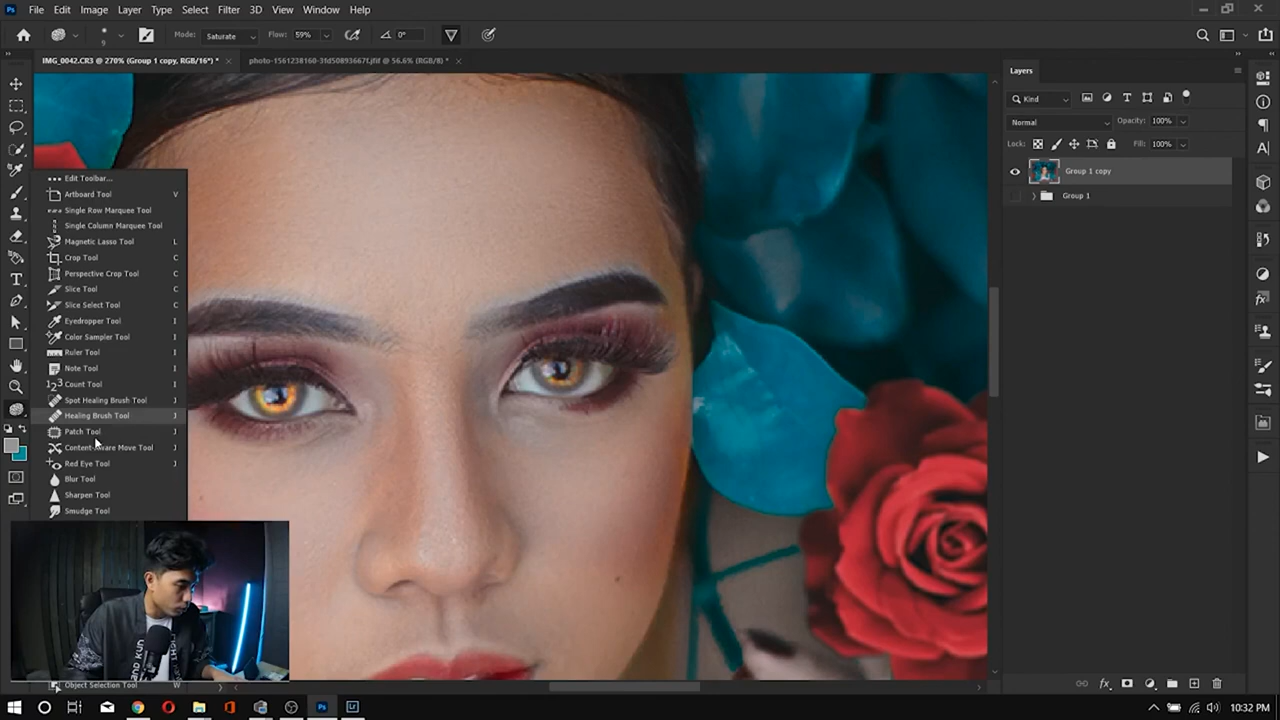 Ps File Edit Image Layer Type Select Filter 3D View Window Help
9 Mode: Saturate Flow: 59% 0°
IMG_0042.CR3 @ 270% (Group 1 copy, RGB/16*) * × photo-1561238160-3fd50893667f.jfif @ 56.6% (RGB/8) * ×
Layers
Kind
Normal Opacity: 100%
Lock: Fill: 100%
Group 1 copy
Group 1
Edit Toolbar...
Artboard Tool V
Single Row Marquee Tool
Single Column Marquee Tool
Magnetic Lasso Tool L
Crop Tool C
Perspective Crop Tool C
Slice Tool C
Slice Select Tool C
Eyedropper Tool I
Color Sampler Tool I
Ruler Tool I
Note Tool I
Count Tool I
Spot Healing Brush Tool J
Healing Brush Tool J
Patch Tool J
Content-Aware Move Tool J
Red Eye Tool J
Blur Tool
Sharpen Tool
Smudge Tool
Object Selection Tool W
10:32 PM